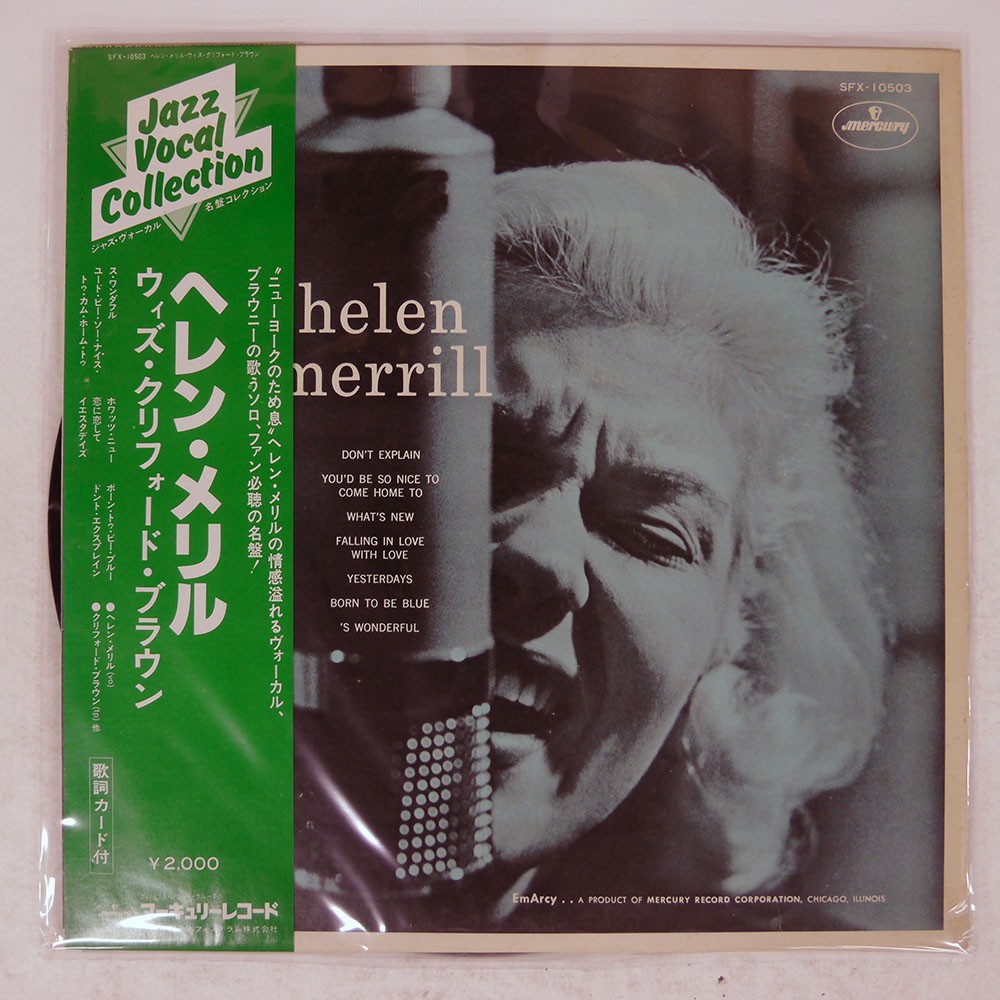 SFX-10503 ヘレン・メリル・ウィズ・クリフォード・ブラウン
Jazz
Vocal
Collection
ジャズ・ヴォーカル 名盤コレクション
"ニューヨークのため息"ヘレン・メリルの情感溢れるヴォーカル、
ブラウニーの歌うソロ、ファン必聴の名盤!
ヘレン・メリル
ウィズ・クリフォード・ブラウン
ス・ワンダフル
ユード・ビー・ソー・ナイス・
トゥ・カム・ホーム・トゥ
ホワッツ・ニュー
恋に恋して
イエスタデイズ
ボーン・トゥ・ビー・ブルー
ドント・エクスプレイン
●ヘレン・メリル(vo)
●クリフォード・ブラウン(tp)他
歌詞カード付
¥2,000
マーキュリーレコード
株式会社
SFX-10503
mercury
helen
merrill
DON'T EXPLAIN
YOU'D BE SO NICE TO
COME HOME TO
WHAT'S NEW
FALLING IN LOVE
WITH LOVE
YESTERDAYS
BORN TO BE BLUE
'S WONDERFUL
EmArcy . . A PRODUCT OF MERCURY RECORD CORPORATION, CHICAGO, ILLINOIS